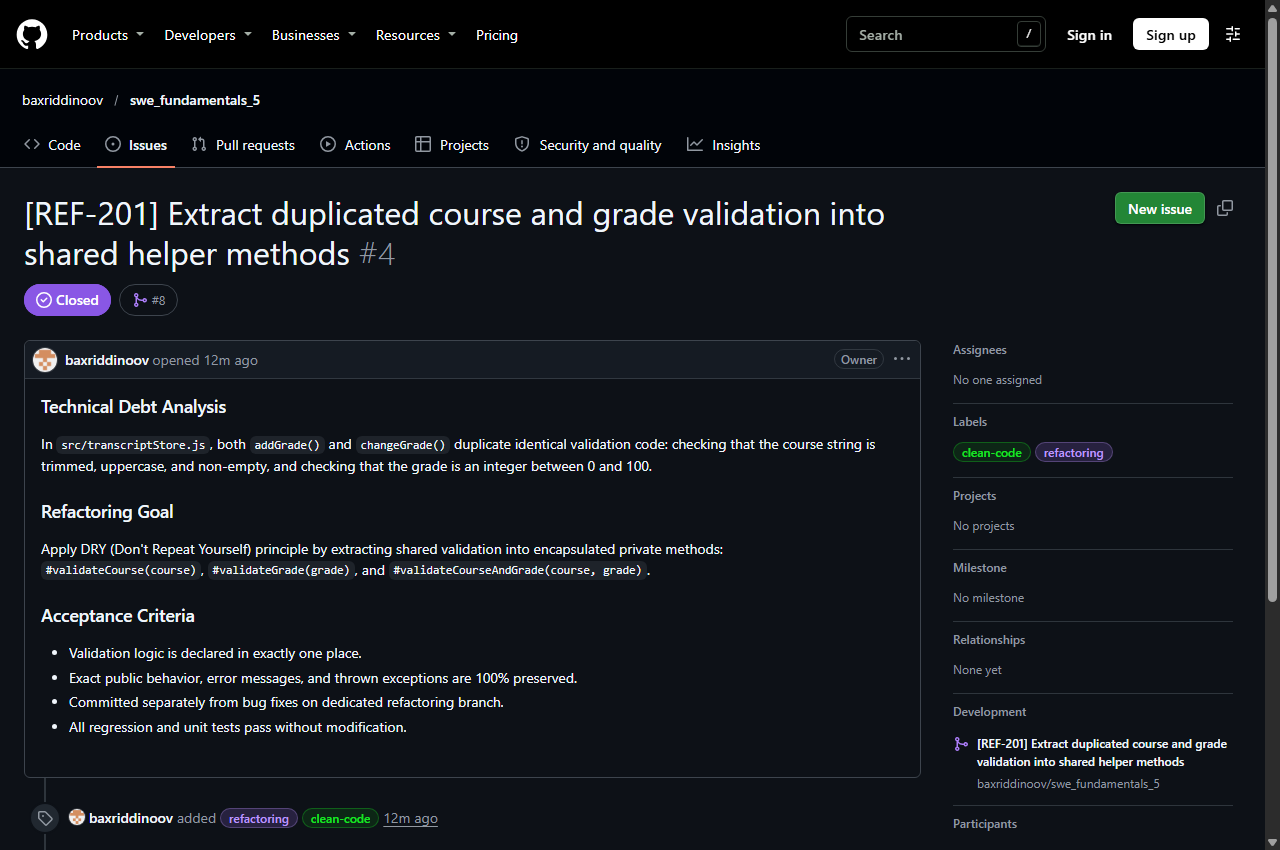 Products Developers Businesses Resources Pricing Search / Sign in Sign up
baxriddinoov / swe_fundamentals_5
Code Issues Pull requests Actions Projects Security and quality Insights
[REF-201] Extract duplicated course and grade validation into
shared helper methods #4
New issue
Closed #8
baxriddinoov opened 12m ago Owner
Technical Debt Analysis
In src/transcriptStore.js, both addGrade() and changeGrade() duplicate identical validation code: checking that the course string is
trimmed, uppercase, and non-empty, and checking that the grade is an integer between 0 and 100.
Refactoring Goal
Apply DRY (Don't Repeat Yourself) principle by extracting shared validation into encapsulated private methods:
#validateCourse(course), #validateGrade(grade), and #validateCourseAndGrade(course, grade).
Acceptance Criteria
• Validation logic is declared in exactly one place.
• Exact public behavior, error messages, and thrown exceptions are 100% preserved.
• Committed separately from bug fixes on dedicated refactoring branch.
• All regression and unit tests pass without modification.
baxriddinoov added refactoring clean-code 12m ago
Assignees
No one assigned
Labels
clean-code refactoring
Projects
No projects
Milestone
No milestone
Relationships
None yet
Development
[REF-201] Extract duplicated course and grade
validation into shared helper methods
baxriddinoov/swe_fundamentals_5
Participants